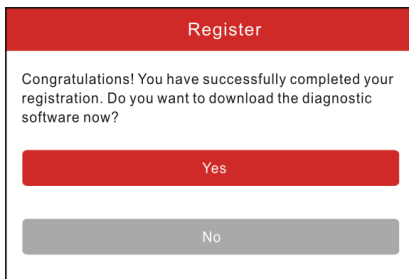 Register
Congratulations! You have successfully completed your
registration. Do you want to download the diagnostic
software now?
Yes
No